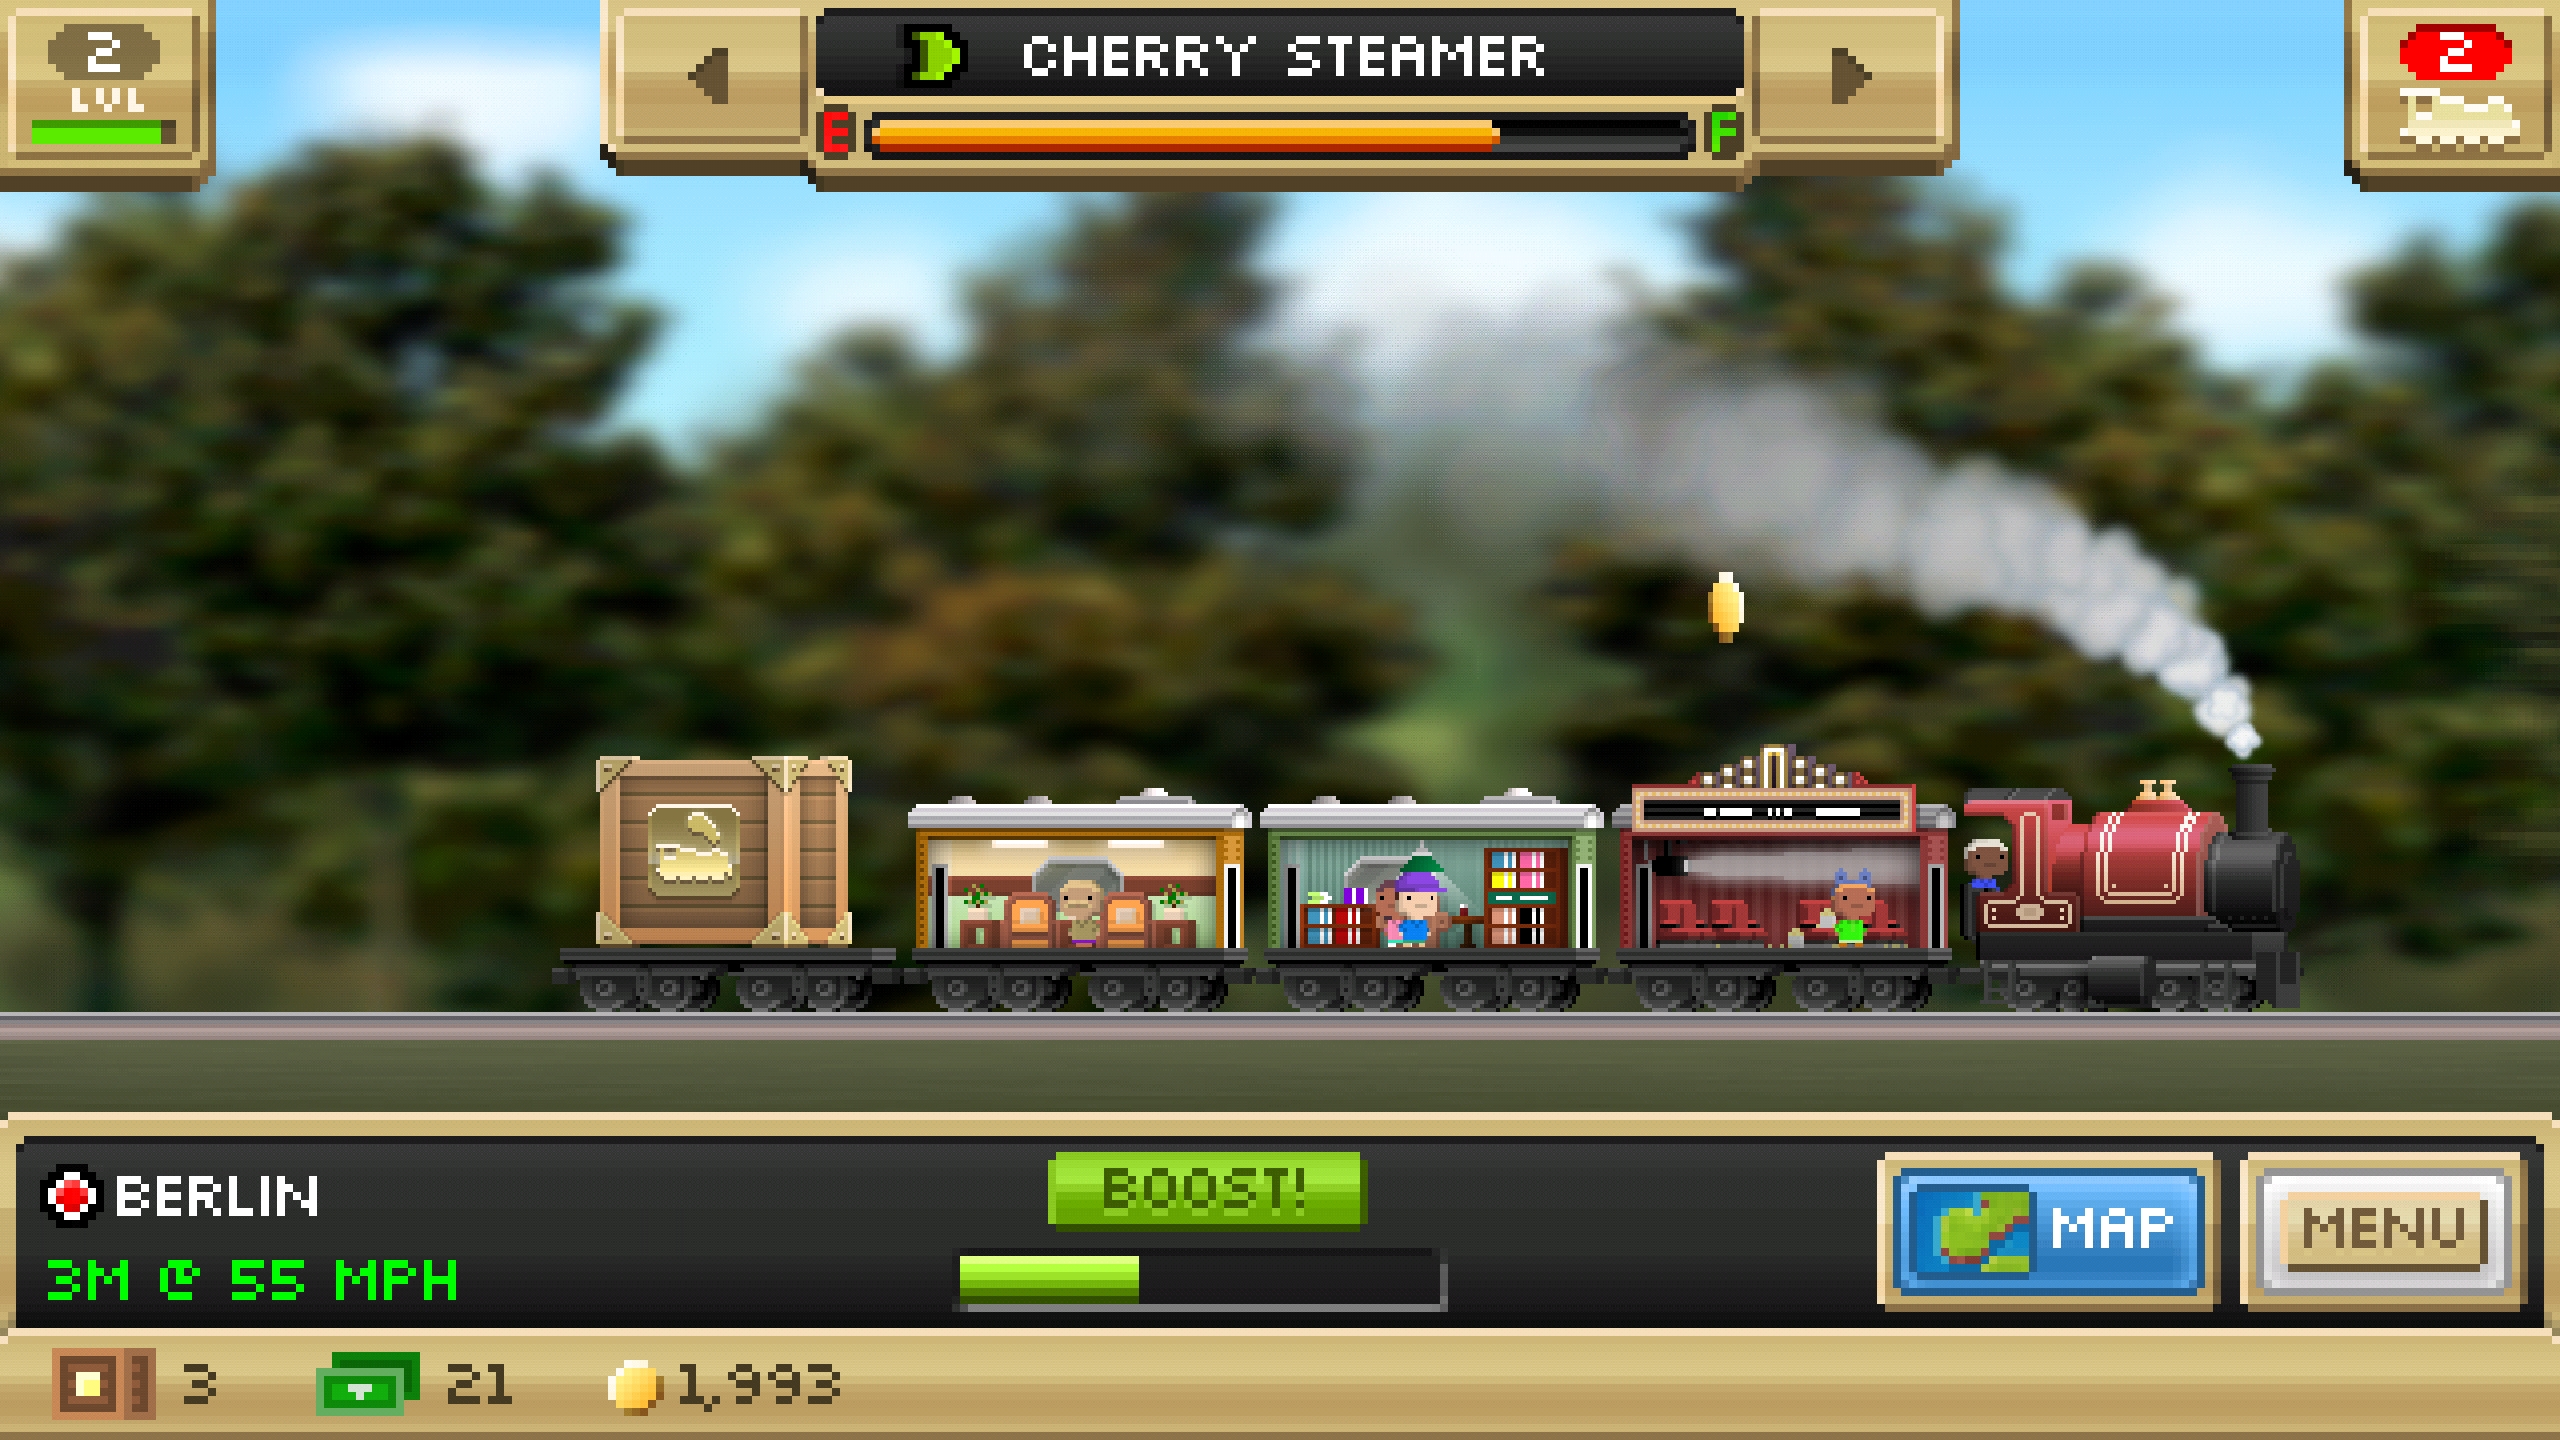 2
LVL
CHERRY STEAMER
E F
2
BERLIN
BOOST!
3M @ 55 MPH
MAP
MENU
3 21 1,993